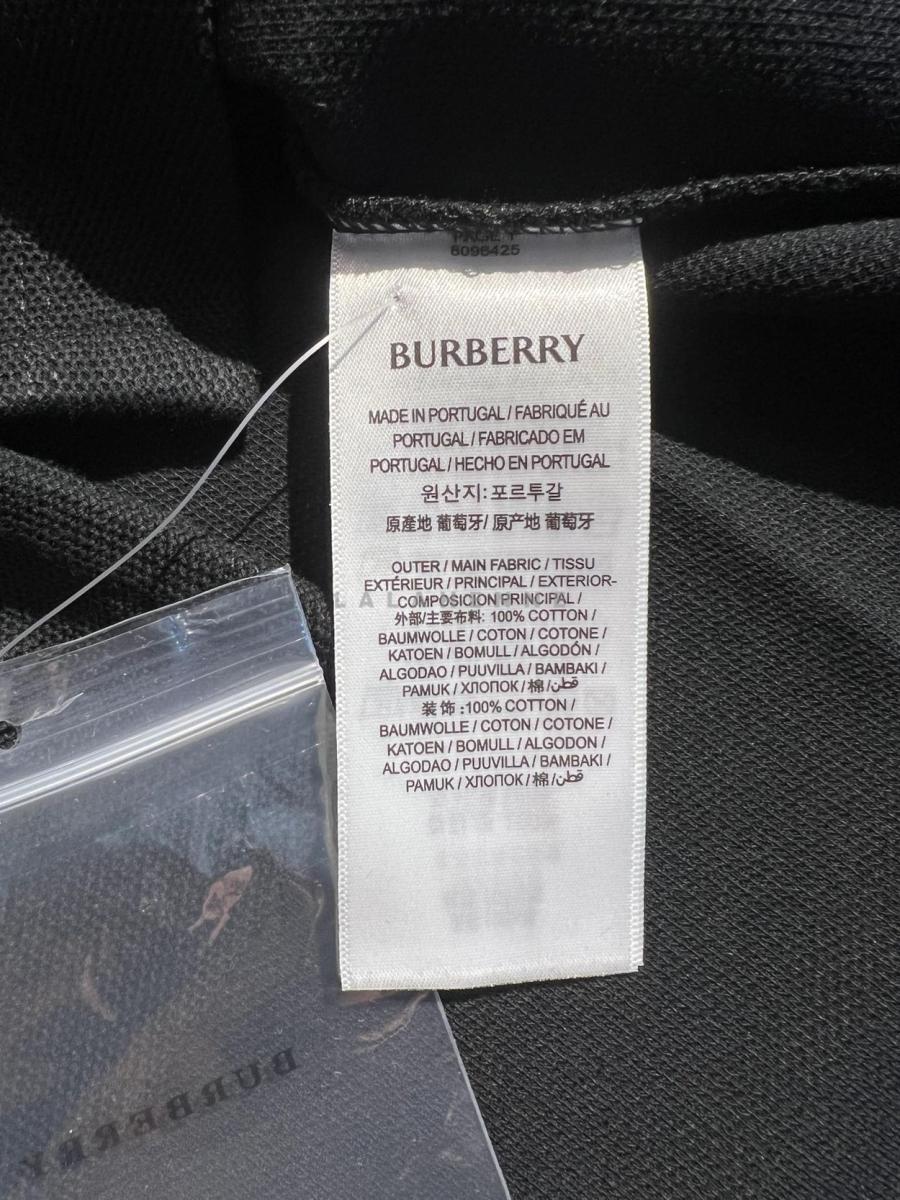 PAGE 1
8096425
BURBERRY
MADE IN PORTUGAL / FABRIQUÉ AU
PORTUGAL / FABRICADO EM
PORTUGAL / HECHO EN PORTUGAL
원산지: 포르투갈
原產地 葡萄牙/ 原产地 葡萄牙
OUTER / MAIN FABRIC / TISSU
EXTÉRIEUR / PRINCIPAL / EXTERIOR-
COMPOSICION PRINCIPAL /
外部/主要布料: 100% COTTON /
BAUMWOLLE / COTON / COTONE /
KATOEN / BOMULL / ALGODÓN /
ALGODAO / PUUVILLA / BAMBAKI /
PAMUK / ХЛОПОК / 棉 / قطن
装饰 :100% COTTON /
BAUMWOLLE / COTON / COTONE /
KATOEN / BOMULL / ALGODON /
ALGODAO / PUUVILLA / BAMBAKI /
PAMUK / ХЛОПОК / 棉 / قطن
BURBERRY